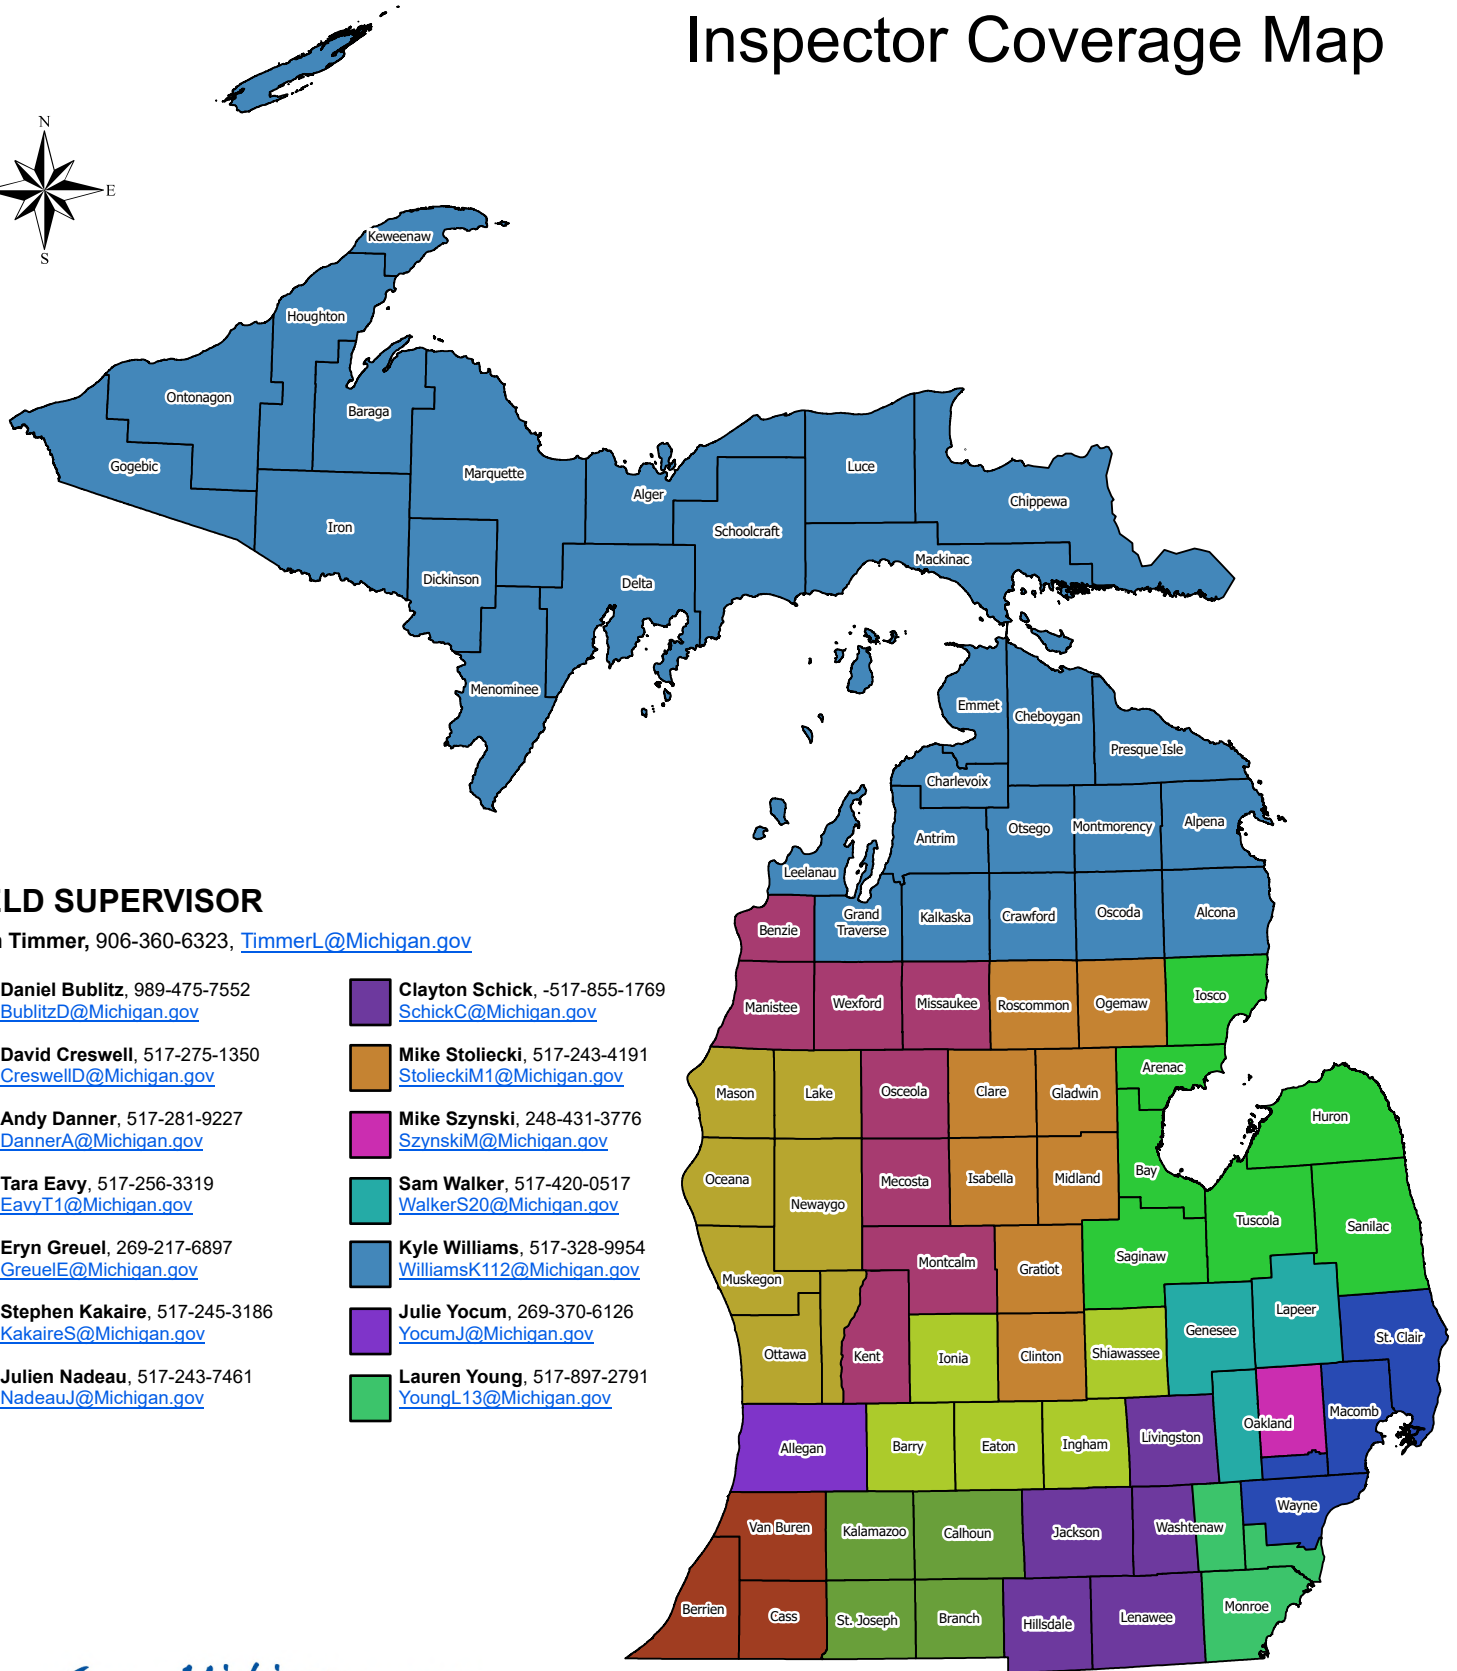 Inspector Coverage Map
N
E
S
Keweenaw
Houghton
Ontonagon
Baraga
Gogebic
Marquette
Luce
Alger
Chippewa
Iron
Schoolcraft
Mackinac
Dickinson
Delta
Menominee
Emmet
Cheboygan
Presque Isle
Charlevoix
Antrim
Otsego
Montmorency
Alpena
Leelanau
Benzie
Grand
Traverse
Kalkaska
Crawford
Oscoda
Alcona
Manistee
Wexford
Missaukee
Roscommon
Ogemaw
Iosco
Arenac
Mason
Lake
Osceola
Clare
Gladwin
Huron
Oceana
Newaygo
Mecosta
Isabella
Midland
Bay
Tuscola
Sanilac
Muskegon
Montcalm
Gratiot
Saginaw
Lapeer
Genesee
St. Clair
Ottawa
Kent
Ionia
Clinton
Shiawassee
Macomb
Oakland
Livingston
Allegan
Barry
Eaton
Ingham
Wayne
Van Buren
Kalamazoo
Calhoun
Jackson
Washtenaw
Berrien
Cass
St. Joseph
Branch
Hillsdale
Lenawee
Monroe
LD SUPERVISOR
Timmer, 906-360-6323, TimmerL@Michigan.gov
Daniel Bublitz, 989-475-7552
BublitzD@Michigan.gov
David Creswell, 517-275-1350
CreswellD@Michigan.gov
Andy Danner, 517-281-9227
DannerA@Michigan.gov
Tara Eavy, 517-256-3319
EavyT1@Michigan.gov
Eryn Greuel, 269-217-6897
GreuelE@Michigan.gov
Stephen Kakaire, 517-245-3186
KakaireS@Michigan.gov
Julien Nadeau, 517-243-7461
NadeauJ@Michigan.gov
Clayton Schick, -517-855-1769
SchickC@Michigan.gov
Mike Stoliecki, 517-243-4191
StolieckiM1@Michigan.gov
Mike Szynski, 248-431-3776
SzynskiM@Michigan.gov
Sam Walker, 517-420-0517
WalkerS20@Michigan.gov
Kyle Williams, 517-328-9954
WilliamsK112@Michigan.gov
Julie Yocum, 269-370-6126
YocumJ@Michigan.gov
Lauren Young, 517-897-2791
YoungL13@Michigan.gov